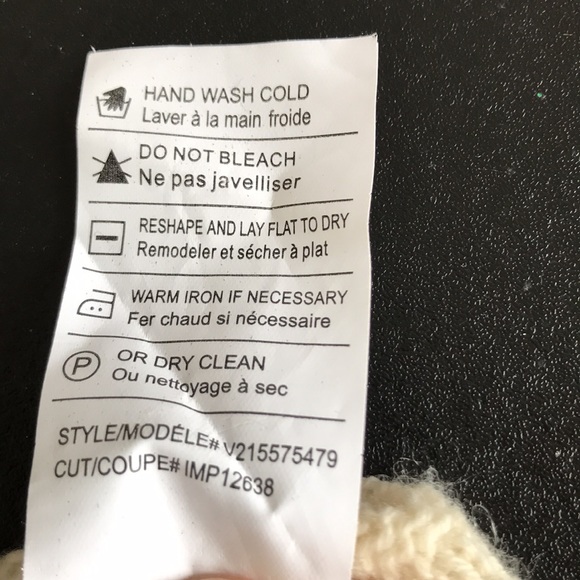 HAND WASH COLD
Laver à la main froide
DO NOT BLEACH
Ne pas javelliser
RESHAPE AND LAY FLAT TO DRY
Remodeler et sécher à plat
WARM IRON IF NECESSARY
Fer chaud si nécessaire
P
OR DRY CLEAN
Ou nettoyage à sec
STYLE/MODÉLE# V215575479
CUT/COUPE# IMP12638